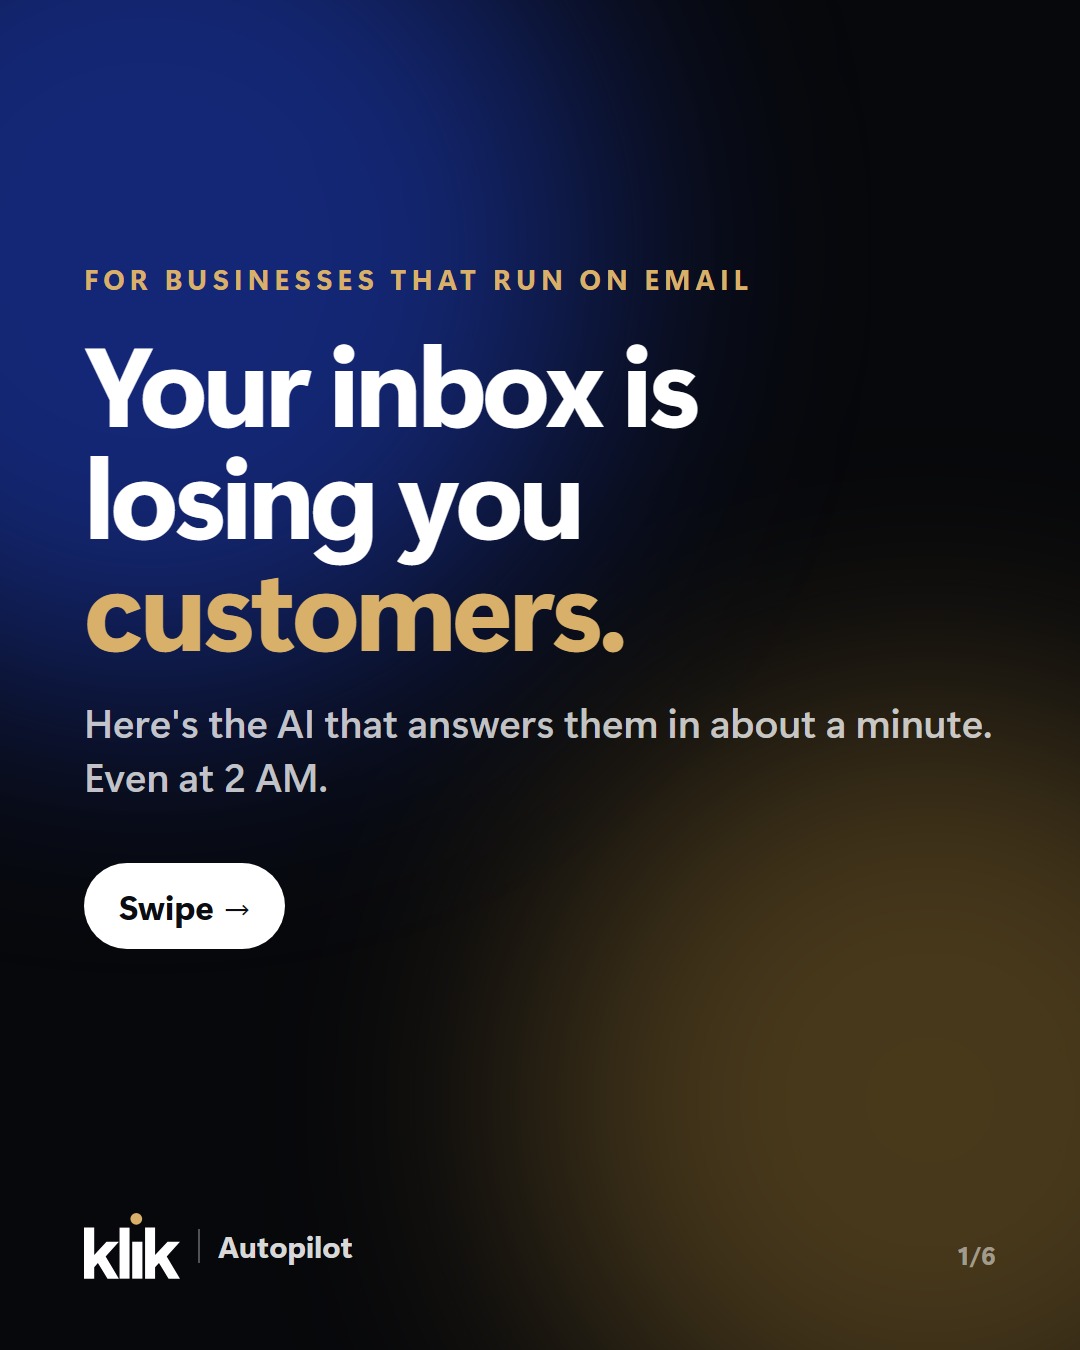 FOR BUSINESSES THAT RUN ON EMAIL
Your inbox is
losing you
customers.
Here's the AI that answers them in about a minute.
Even at 2 AM.
Swipe →
klik | Autopilot
1/6